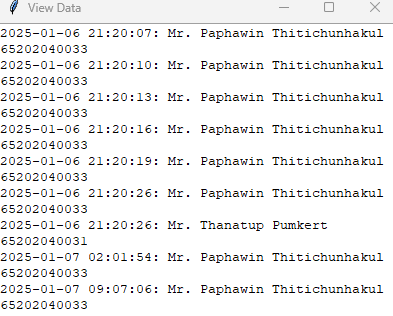 View Data
2025-01-06 21:20:07: Mr. Paphawin Thitichunhakul
65202040033
2025-01-06 21:20:10: Mr. Paphawin Thitichunhakul
65202040033
2025-01-06 21:20:13: Mr. Paphawin Thitichunhakul
65202040033
2025-01-06 21:20:16: Mr. Paphawin Thitichunhakul
65202040033
2025-01-06 21:20:19: Mr. Paphawin Thitichunhakul
65202040033
2025-01-06 21:20:26: Mr. Paphawin Thitichunhakul
65202040033
2025-01-06 21:20:26: Mr. Thanatup Pumkert
65202040031
2025-01-07 02:01:54: Mr. Paphawin Thitichunhakul
65202040033
2025-01-07 09:07:06: Mr. Paphawin Thitichunhakul
65202040033